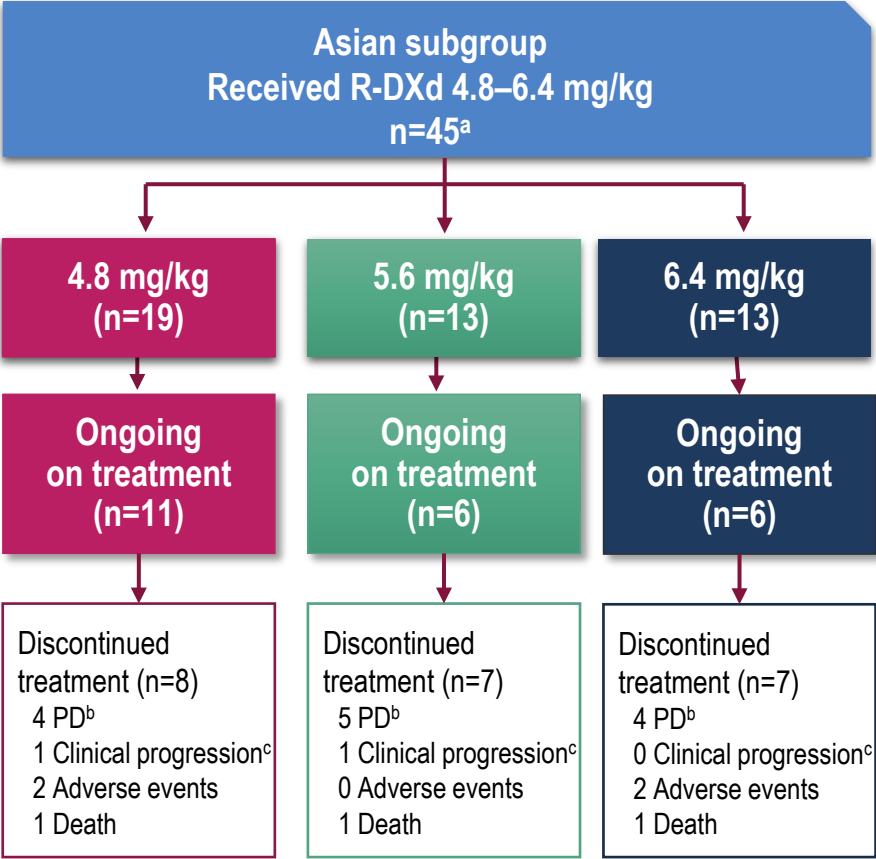 Asian subgroup
Received R-DXd 4.8–6.4 mg/kg
n=45ᵃ
4.8 mg/kg
(n=19)
5.6 mg/kg
(n=13)
6.4 mg/kg
(n=13)
Ongoing
on treatment
(n=11)
Ongoing
on treatment
(n=6)
Ongoing
on treatment
(n=6)
Discontinued
treatment (n=8)
4 PDᵇ
1 Clinical progressionᶜ
2 Adverse events
1 Death
Discontinued
treatment (n=7)
5 PDᵇ
1 Clinical progressionᶜ
0 Adverse events
1 Death
Discontinued
treatment (n=7)
4 PDᵇ
0 Clinical progressionᶜ
2 Adverse events
1 Death